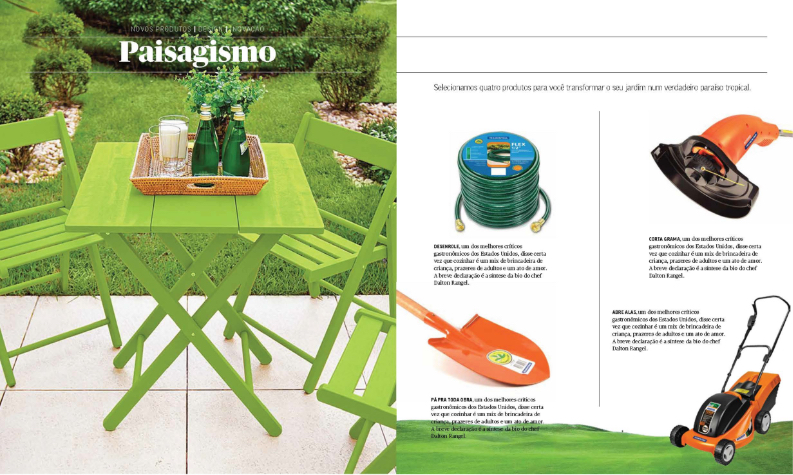 NOVOS PRODUTOS | DESIGN | INOVAÇÃO
Paisagismo
Selecionamos quatro produtos para você transformar o seu jardim num verdadeiro paraíso tropical.
FLEX
DESENROLE, um dos melhores críticos
gastronômicos dos Estados Unidos, disse certa
vez que cozinhar é um mix de brincadeira de
criança, prazeres de adultos e um ato de amor.
A breve declaração é a síntese da bio do chef
Dalton Rangel.
CORTA GRAMA, um dos melhores críticos
gastronômicos dos Estados Unidos, disse certa
vez que cozinhar é um mix de brincadeira de
criança, prazeres de adultos e um ato de amor.
A breve declaração é a síntese da bio do chef
Dalton Rangel.
PÁ PRA TODA OBRA, um dos melhores críticos
gastronômicos dos Estados Unidos, disse certa
vez que cozinhar é um mix de brincadeira de
criança, prazeres de adultos e um ato de amor.
A breve declaração é a síntese da bio do chef
Dalton Rangel.
ABRE ALAS, um dos melhores críticos
gastronômicos dos Estados Unidos, disse certa
vez que cozinhar é um mix de brincadeira de
criança, prazeres de adultos e um ato de amor.
A breve declaração é a síntese da bio do chef
Dalton Rangel.